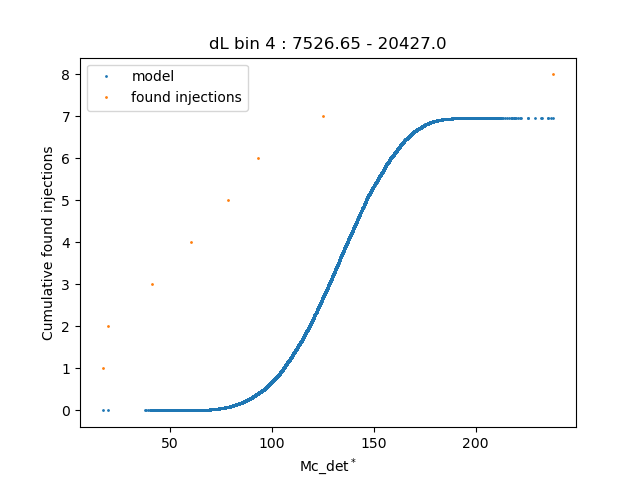 dL bin 4 : 7526.65 - 20427.0
model
found injections
8
7
6
5
4
3
2
1
0
Cumulative found injections
50
100
150
200
Mc_det*